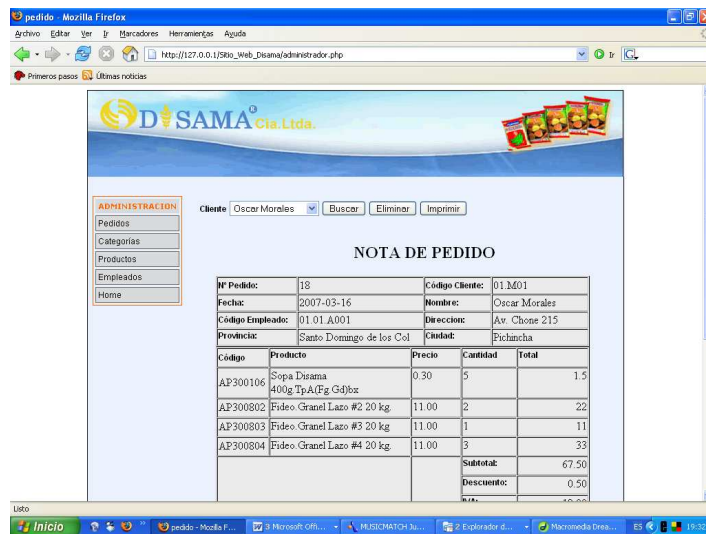 pedido - Mozilla Firefox
Archivo Editar Ver Ir Marcadores Herramientas Ayuda
http://127.0.0.1/Sitio_Web_Disama/administrador.php
Ir
Primeros pasos Últimas noticias
DISAMA® Cia.Ltda.
ADMINISTRACION
Pedidos
Categorías
Productos
Empleados
Home
Cliente Oscar Morales Buscar Eliminar Imprimir
NOTA DE PEDIDO
Nº Pedido: 18 Código Cliente: 01.M01
Fecha: 2007-03-16 Nombre: Oscar Morales
Código Empleado: 01.01.A001 Direccion: Av. Chone 215
Provincia: Santo Domingo de los Col Ciudad: Pichincha
Código Producto Precio Cantidad Total
AP300106 Sopa Disama 400g.TpA(Fg.Gd)bx 0.30 5 1.5
AP300802 Fideo.Granel Lazo #2 20 kg. 11.00 2 22
AP300803 Fideo.Granel Lazo #3 20 kg 11.00 1 11
AP300804 Fideo.Granel Lazo #4 20 kg. 11.00 3 33
Subtotal: 67.50
Descuento: 0.50
Listo
Inicio pedido - Mozilla F... 3 Microsoft Offi... MUSICMATCH Ju... 2 Explorador d... Macromedia Drea... ES 19:32